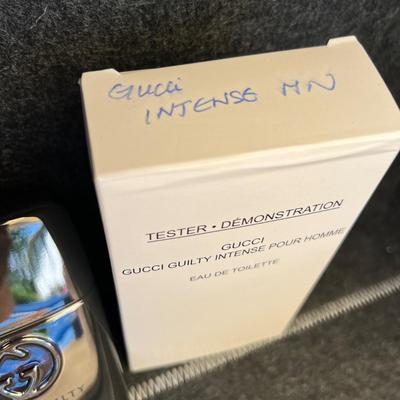 Gucci
INTENSE MN
TESTER • DÉMONSTRATION
GUCCI
GUCCI GUILTY INTENSE POUR HOMME
EAU DE TOILETTE